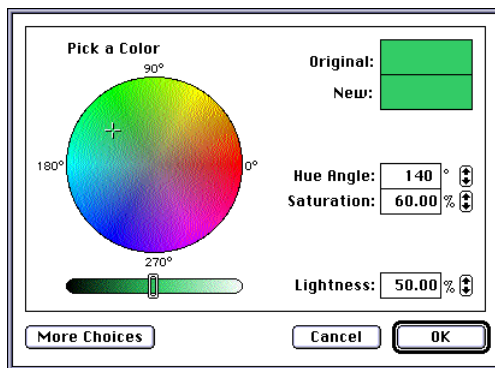 Pick a Color
Original:
New:
90°
180°
0°
270°
Hue Angle: 140 °
Saturation: 60.00 %
Lightness: 50.00 %
More Choices
Cancel
OK